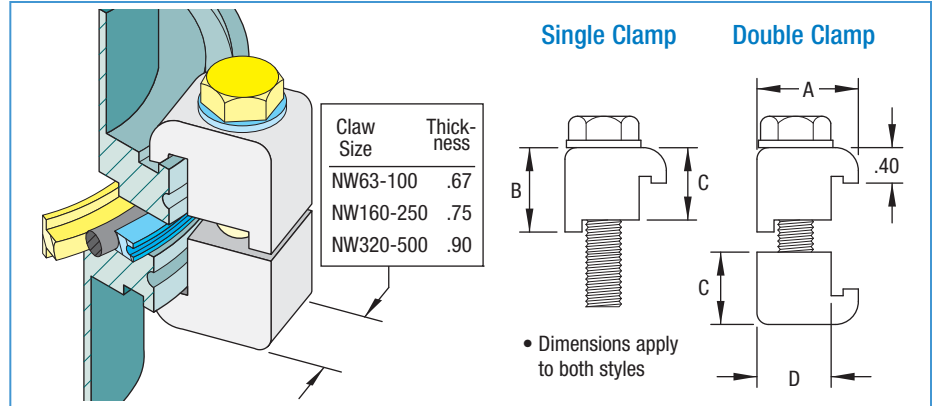 Single Clamp
Double Clamp
Claw Size
Thick-
ness
NW63-100 .67
NW160-250 .75
NW320-500 .90
A
B
C
.40
C
D
• Dimensions apply
to both styles